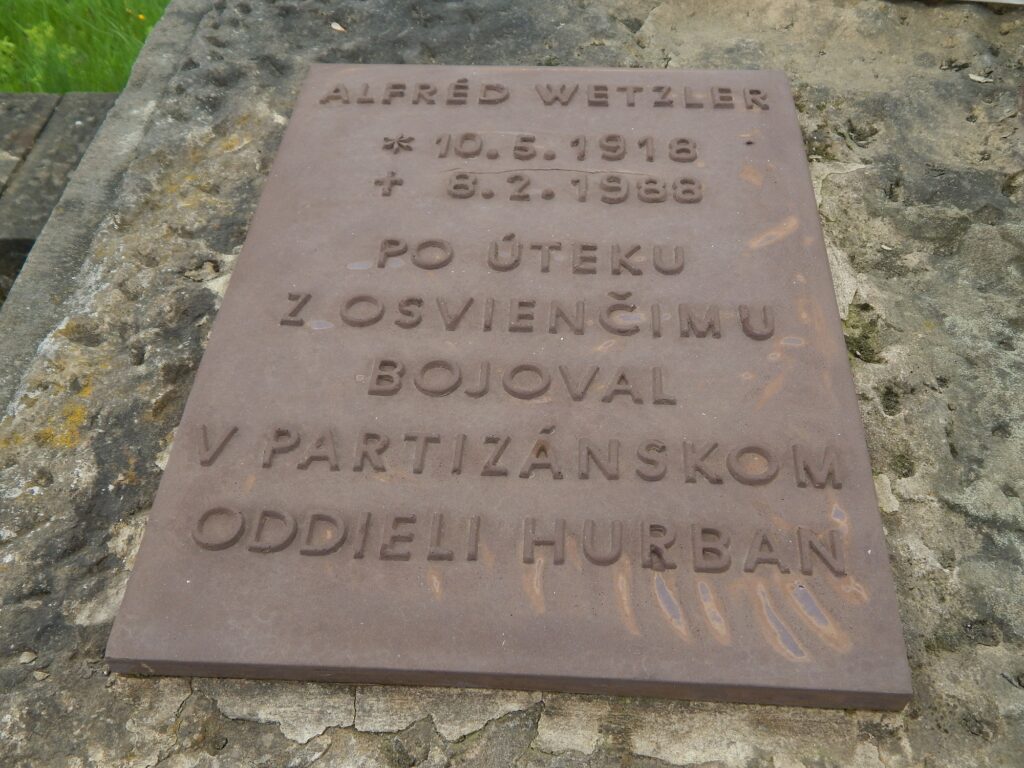 ALFRÉD WETZLER
* 10.5.1918
+ 8.2.1988
PO ÚTEKU
Z OSVIENČIMU
BOJOVAL
V PARTIZÁNSKOM
ODDIELI HURBAN